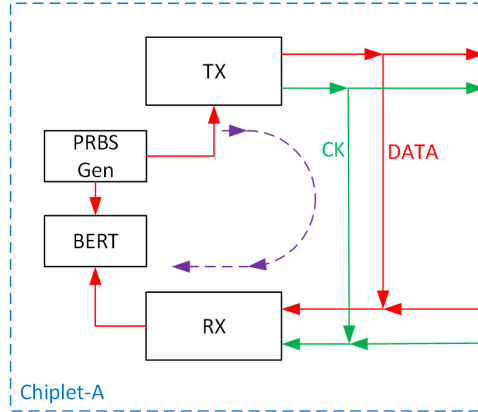 TX
PRBS
Gen
CK
DATA
BERT
RX
Chiplet-A